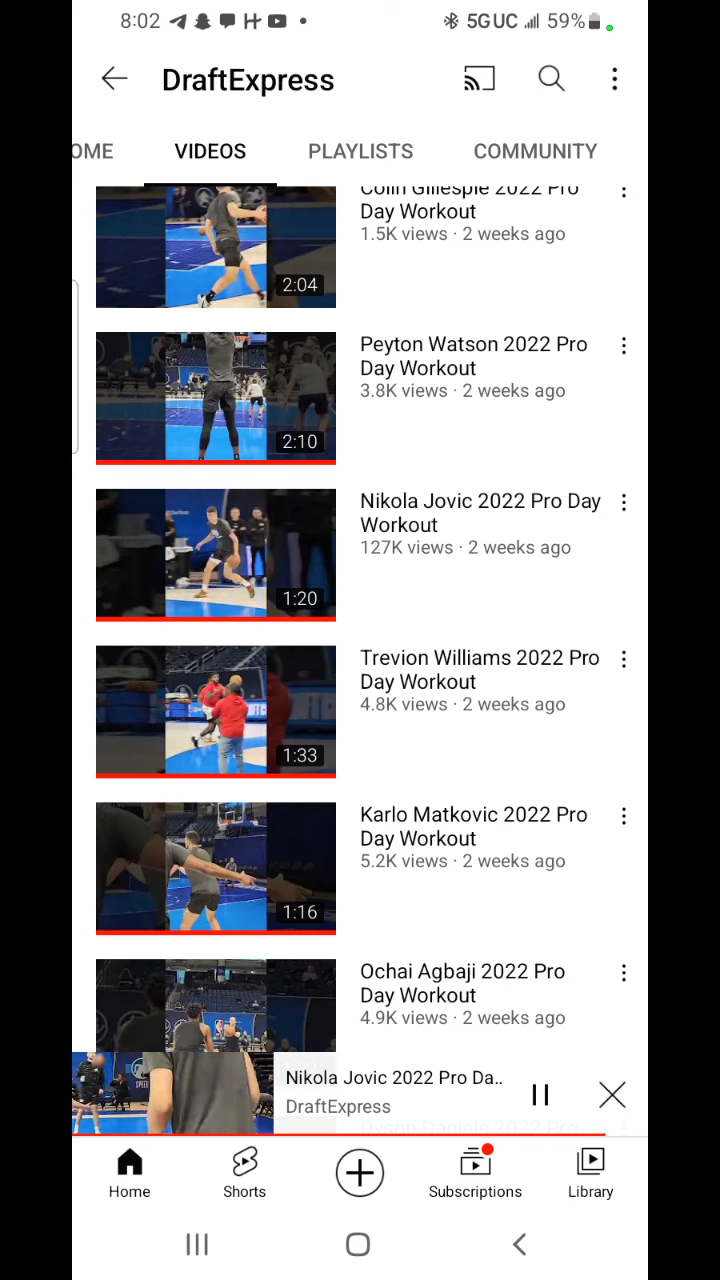 8:02
5G UC
59%
DraftExpress
OME
VIDEOS
PLAYLISTS
COMMUNITY
Colin Gillespie 2022 Pro
Day Workout
1.5K views · 2 weeks ago
2:04
Peyton Watson 2022 Pro
Day Workout
3.8K views · 2 weeks ago
2:10
Nikola Jovic 2022 Pro Day
Workout
127K views · 2 weeks ago
1:20
Trevion Williams 2022 Pro
Day Workout
4.8K views · 2 weeks ago
1:33
Karlo Matkovic 2022 Pro
Day Workout
5.2K views · 2 weeks ago
1:16
Ochai Agbaji 2022 Pro
Day Workout
4.9K views · 2 weeks ago
Nikola Jovic 2022 Pro Da..
DraftExpress
Dyson Daniels 2022 Pro
Home
Shorts
Subscriptions
Library